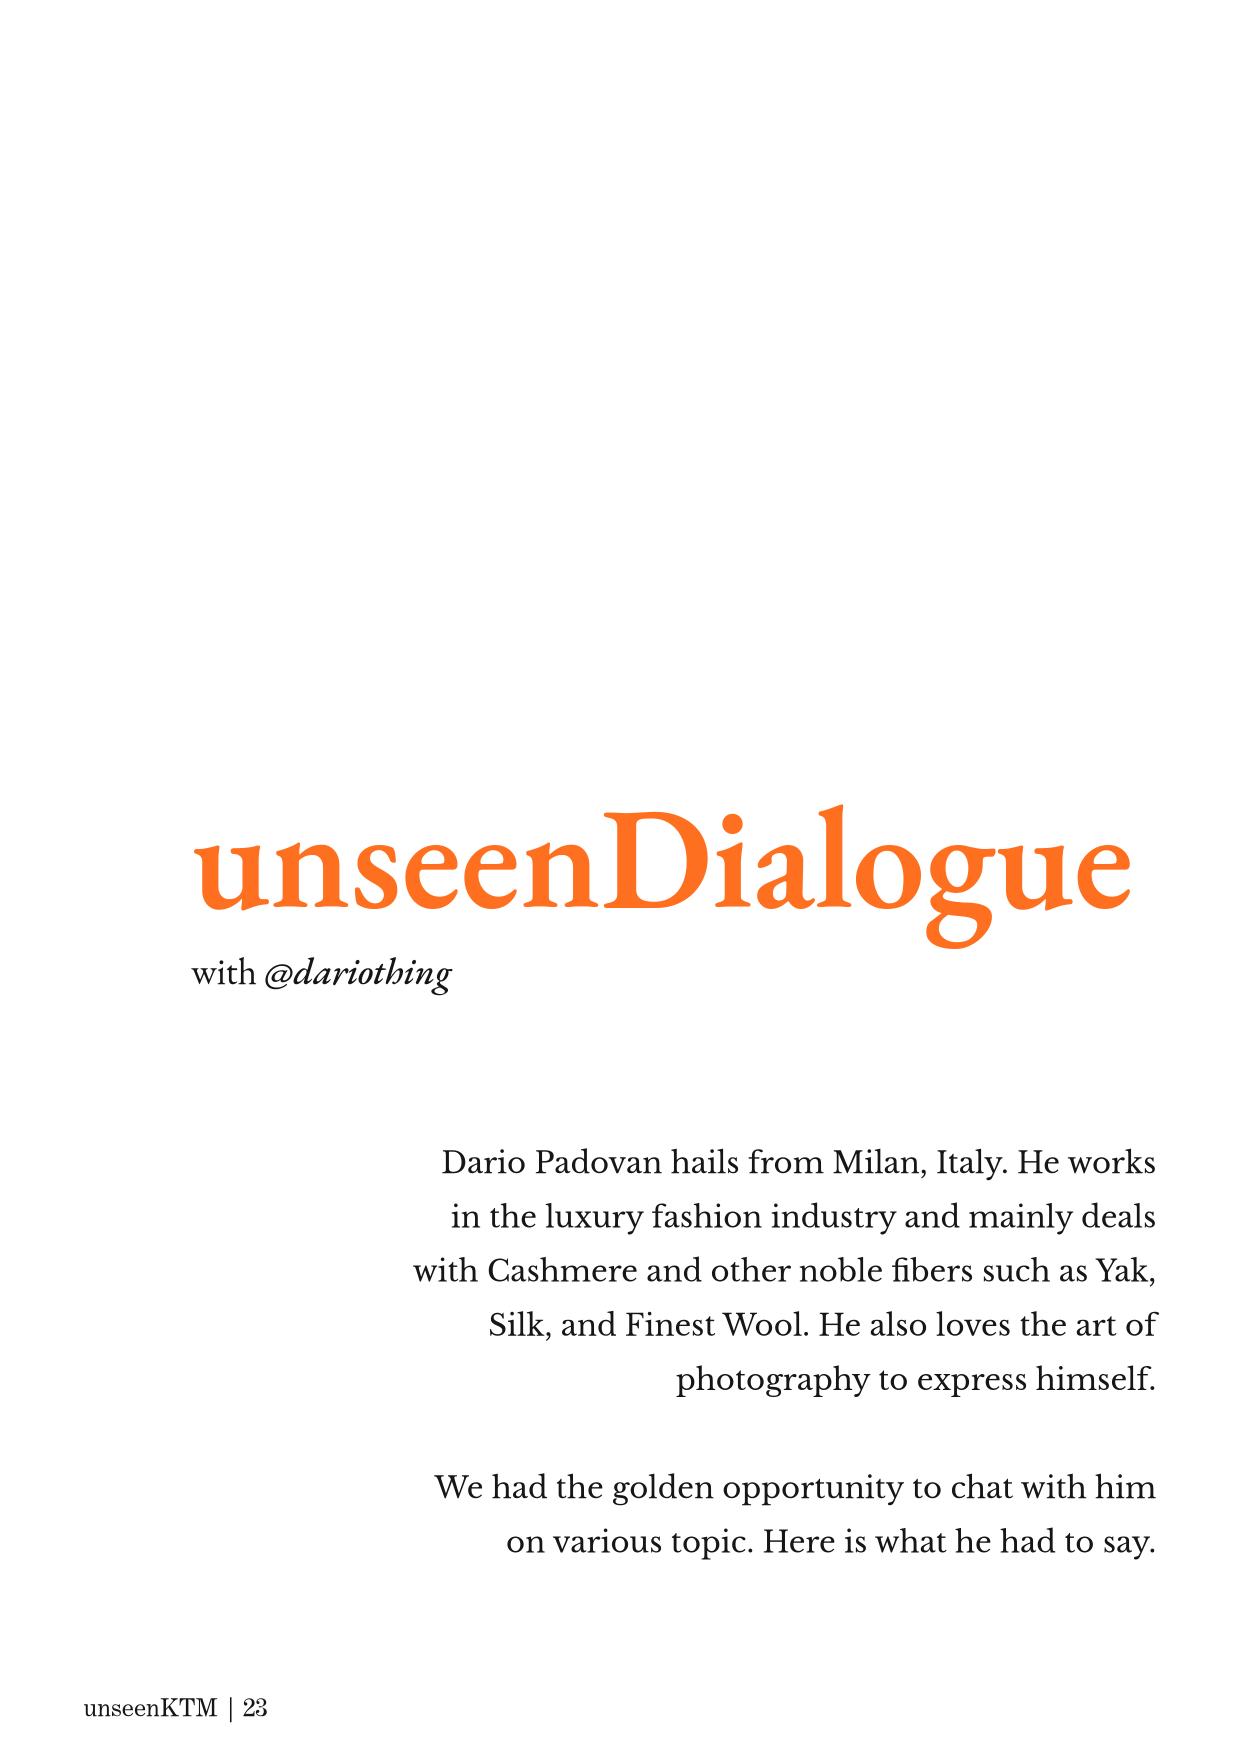 unseenDialogue
with @dariothing
Dario Padovan hails from Milan, Italy. He works
in the luxury fashion industry and mainly deals
with Cashmere and other noble fibers such as Yak,
Silk, and Finest Wool. He also loves the art of
photography to express himself.
We had the golden opportunity to chat with him
on various topic. Here is what he had to say.
unseenKTM | 23